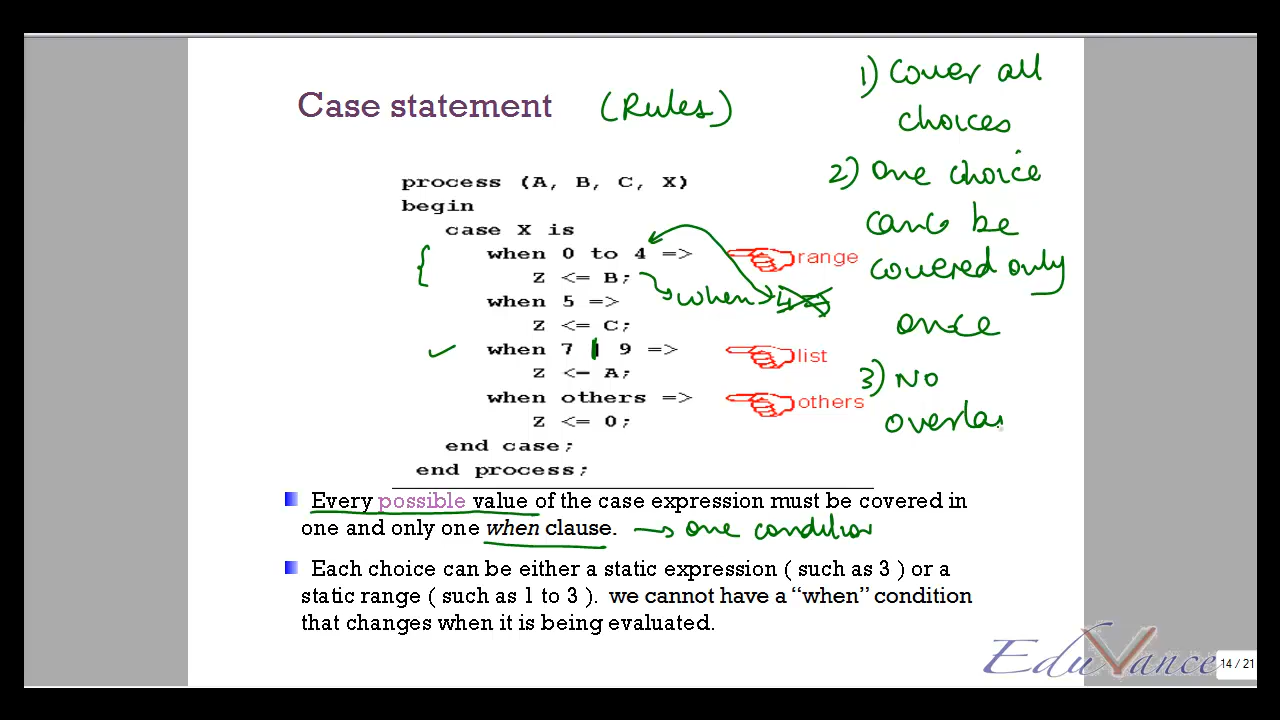 Case statement (Rules)
process (A, B, C, X)
begin
case X is
when 0 to 4 =>
range
Z <= B;
when
when 5 =>
Z <= C;
when 7 | 9 =>
list
Z <= A;
when others =>
others
Z <= 0;
end case;
end process;
1) Cover all
choices
2) One choice
be
covered only
once
3) No
overla
Every possible value of the case expression must be covered in
one and only one when clause. → one condition
Each choice can be either a static expression ( such as 3 ) or a
static range ( such as 1 to 3 ). we cannot have a “when” condition
that changes when it is being evaluated.
EduVance
14 / 21